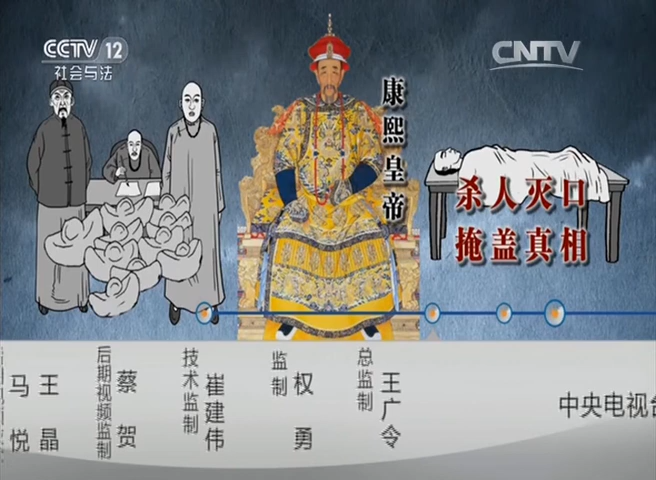 CCTV 12
社会与法
CNTV
康熙皇帝
杀人灭口
掩盖真相
马悦
王晶
后期视频监制
蔡贺
技术监制
崔建伟
监制
权勇
总监制
王广令
中央电视台